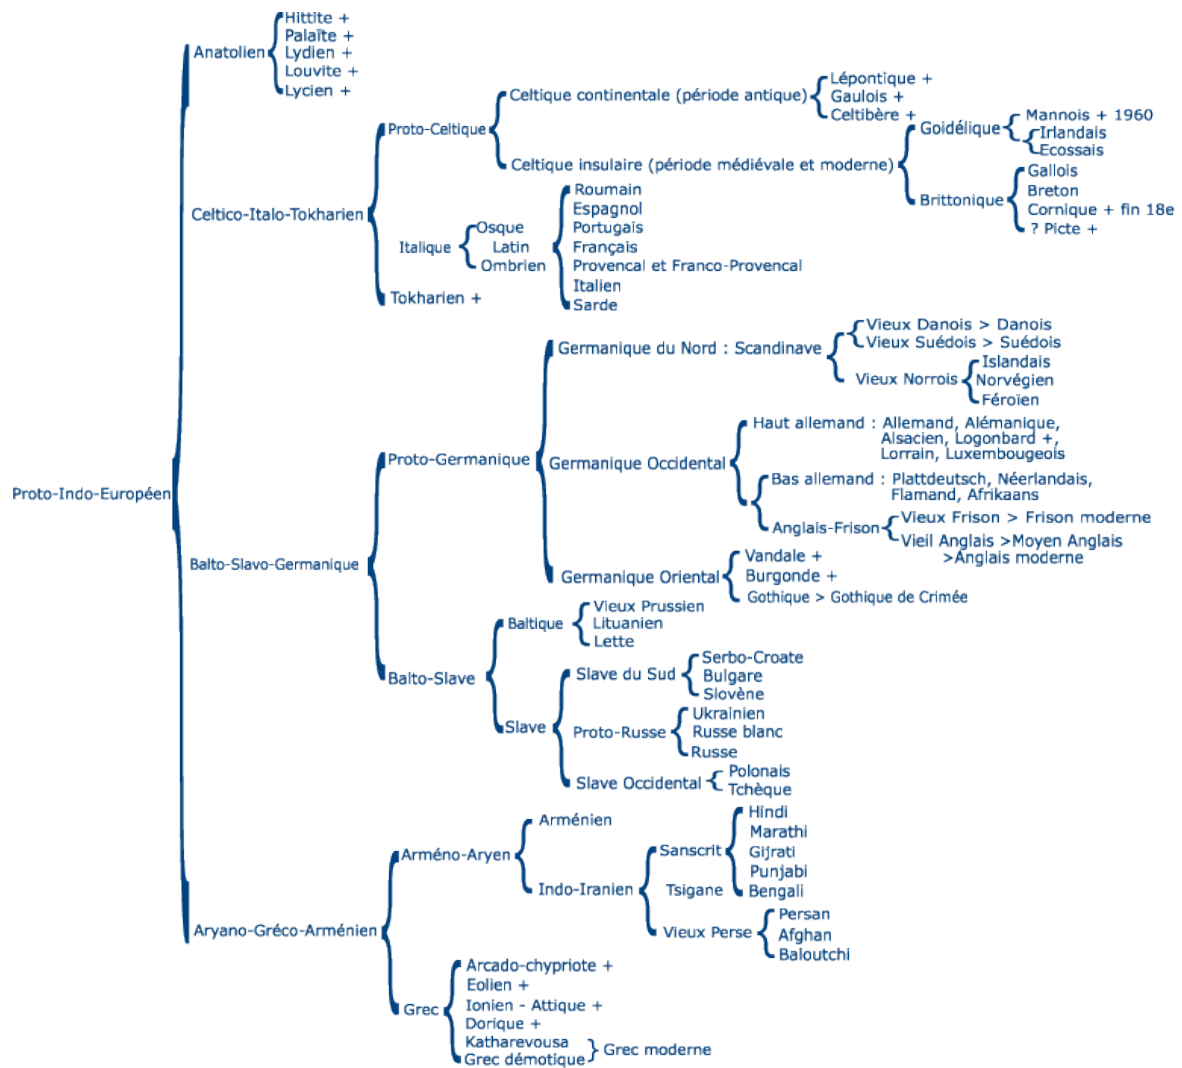 Proto-Indo-Européen
Anatolien
Hittite +
Palaîte +
Lydien +
Louvite +
Lycien +
Celtico-Italo-Tokharien
Proto-Celtique
Celtique continentale (période antique)
Lépontique +
Gaulois +
Celtibère +
Celtique insulaire (période médiévale et moderne)
Goidélique
Mannois + 1960
Irlandais
Ecossais
Brittonique
Gallois
Breton
Cornique + fin 18e
? Picte +
Italique
Osque
Latin
Ombrien
Roumain
Espagnol
Portugais
Français
Provencal et Franco-Provencal
Italien
Sarde
Tokharien +
Balto-Slavo-Germanique
Proto-Germanique
Germanique du Nord : Scandinave
Vieux Danois > Danois
Vieux Suédois > Suédois
Vieux Norrois
Islandais
Norvégien
Féroïen
Germanique Occidental
Haut allemand : Allemand, Alémanique,
Alsacien, Logonbard +,
Lorrain, Luxembougeois
Bas allemand : Plattdeutsch, Néerlandais,
Flamand, Afrikaans
Anglais-Frison
Vieux Frison > Frison moderne
Vieil Anglais >Moyen Anglais
>Anglais moderne
Germanique Oriental
Vandale +
Burgonde +
Gothique > Gothique de Crimée
Balto-Slave
Baltique
Vieux Prussien
Lituanien
Lette
Slave
Slave du Sud
Serbo-Croate
Bulgare
Slovène
Proto-Russe
Ukrainien
Russe blanc
Russe
Slave Occidental
Polonais
Tchèque
Aryano-Gréco-Arménien
Arméno-Aryen
Arménien
Indo-Iranien
Sanscrit
Hindi
Marathi
Gijrati
Punjabi
Bengali
Tsigane
Vieux Perse
Persan
Afghan
Baloutchi
Grec
Arcado-chypriote +
Eolien +
Ionien - Attique +
Dorique +
Katharevousa
Grec démotique
Grec moderne